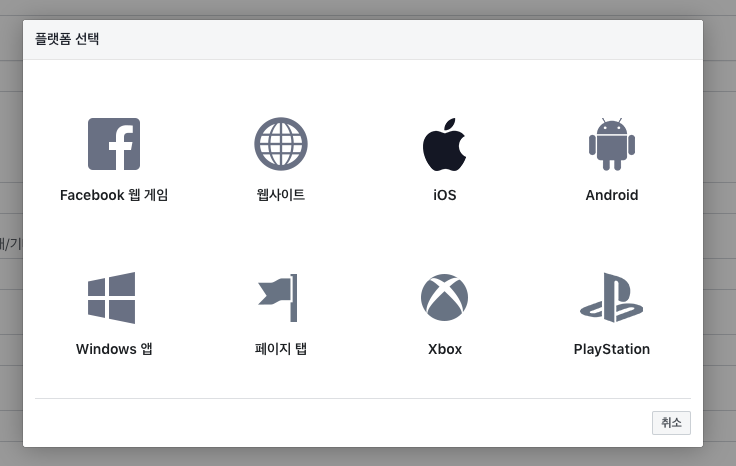 플랫폼 선택
Facebook 웹 게임
웹사이트
iOS
Android
Windows 앱
페이지 탭
Xbox
PlayStation
취소